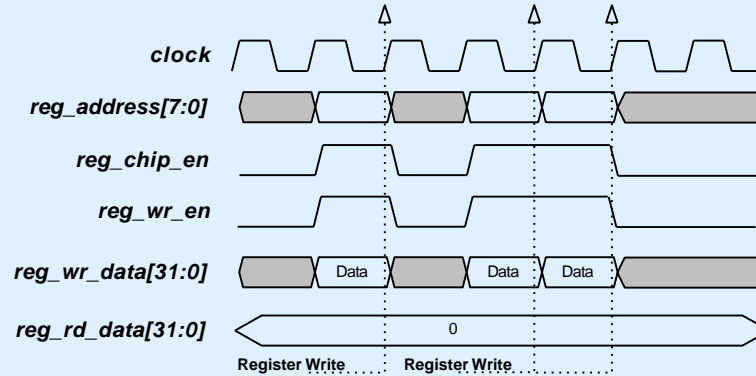 clock
reg_address[7:0]
reg_chip_en
reg_wr_en
reg_wr_data[31:0] Data Data Data
reg_rd_data[31:0] 0
Register Write Register Write